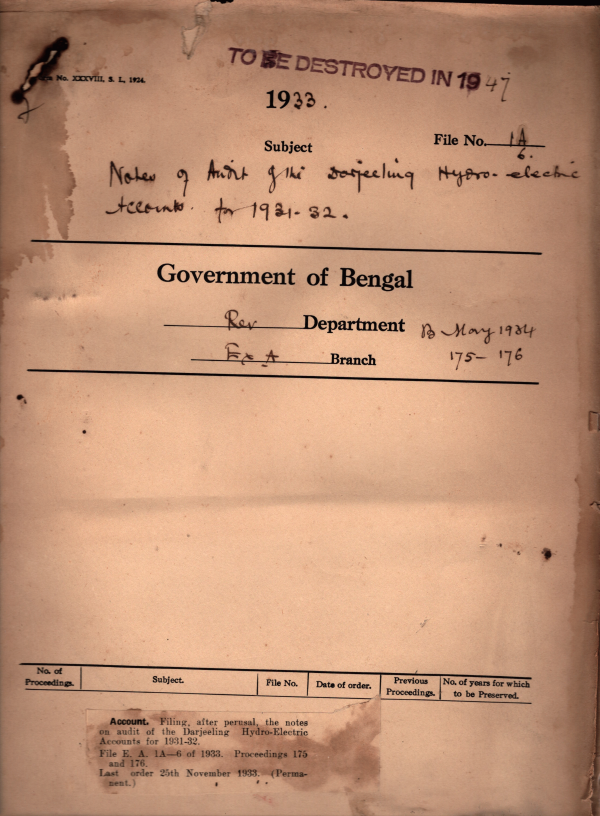 TO BE DESTROYED IN 1947
No. XXXVIII, S. I., 1924.
1933.
File No. 1A/6.
Subject
Notes of Audit of the Darjeeling Hydro-electric
Accounts for 1931-32.
Government of Bengal
Rev Department B May 1934
Ex A Branch 175-176
No. of Proceedings. Subject. File No. Date of order. Previous Proceedings. No. of years for which to be Preserved.
Account. Filing, after perusal, the notes
on audit of the Darjeeling Hydro-Electric
Accounts for 1931-32.
File E. A. 1A—6 of 1933. Proceedings 175
and 176.
Last order 25th November 1933. (Perma-
nent.)